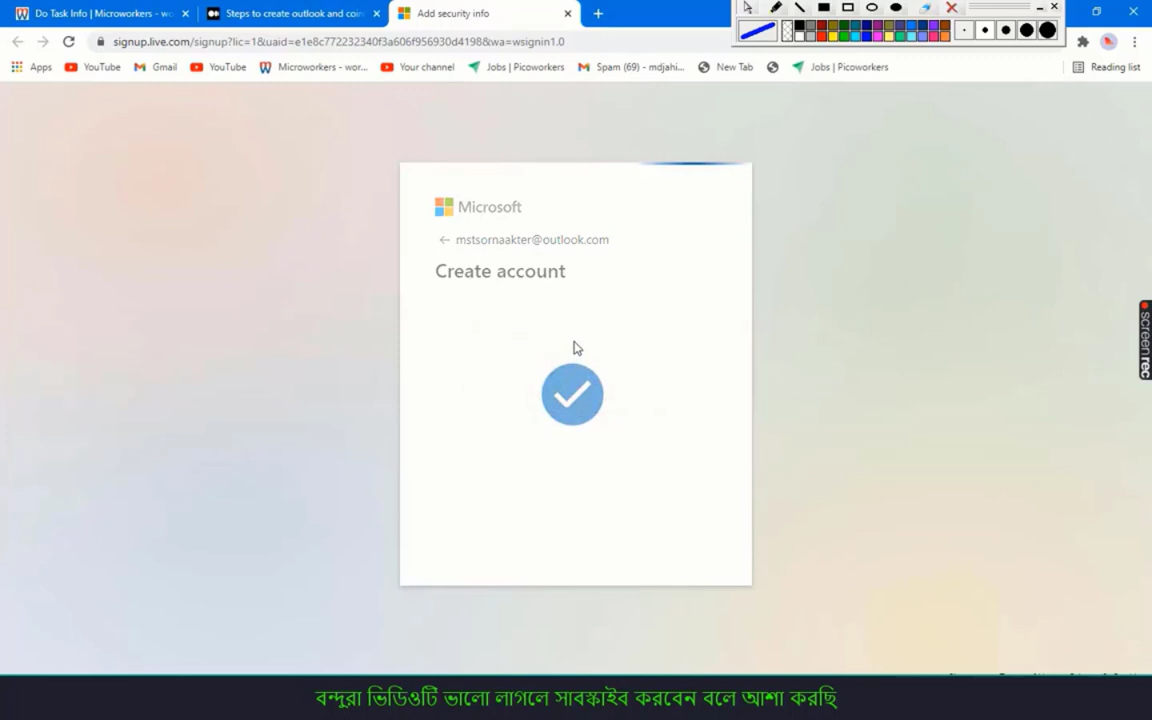 Do Task Info | Microworkers - wo
Steps to create outlook and coin
Add security info
signup.live.com/signup?lic=1&uaid=e1e8c772232340f3a606f956930d4198&wa=wsignin1.0
Apps
YouTube
Gmail
YouTube
Microworkers - wor...
Your channel
Jobs | Picoworkers
Spam (69) - mdjahi...
New Tab
Jobs | Picoworkers
Reading list
Microsoft
← mstsornaakter@outlook.com
Create account
screenrec
বন্দুরা ভিডিওটি ভালো লাগলে সাবস্কাইব করবেন বলে আশা করছি